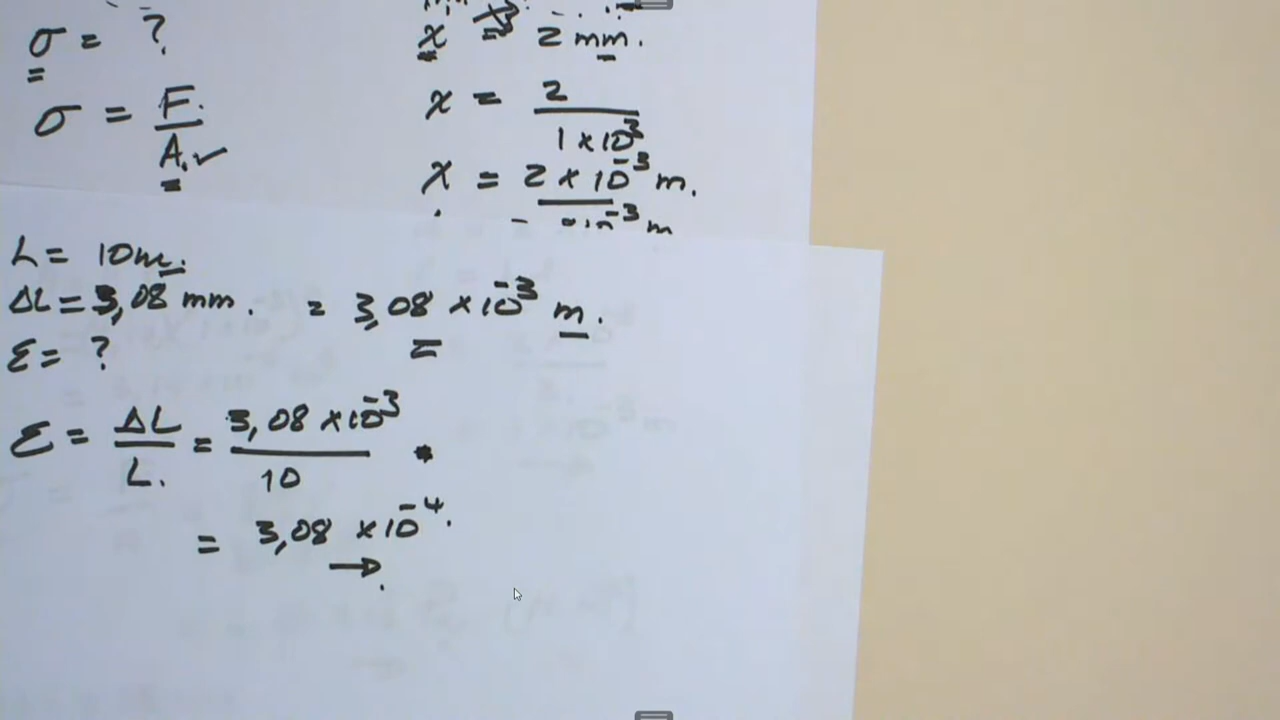 σ = ?
σ = F. / A. ✓
x = 2 mm.
x = 2 / 1 × 10³
x = 2 × 10⁻³ m.
L = 10m.
ΔL = 3,08 mm. = 3,08 × 10⁻³ m.
ε = ?
ε = ΔL / L. = 3,08 × 10⁻³ / 10
= 3,08 × 10⁻⁴.